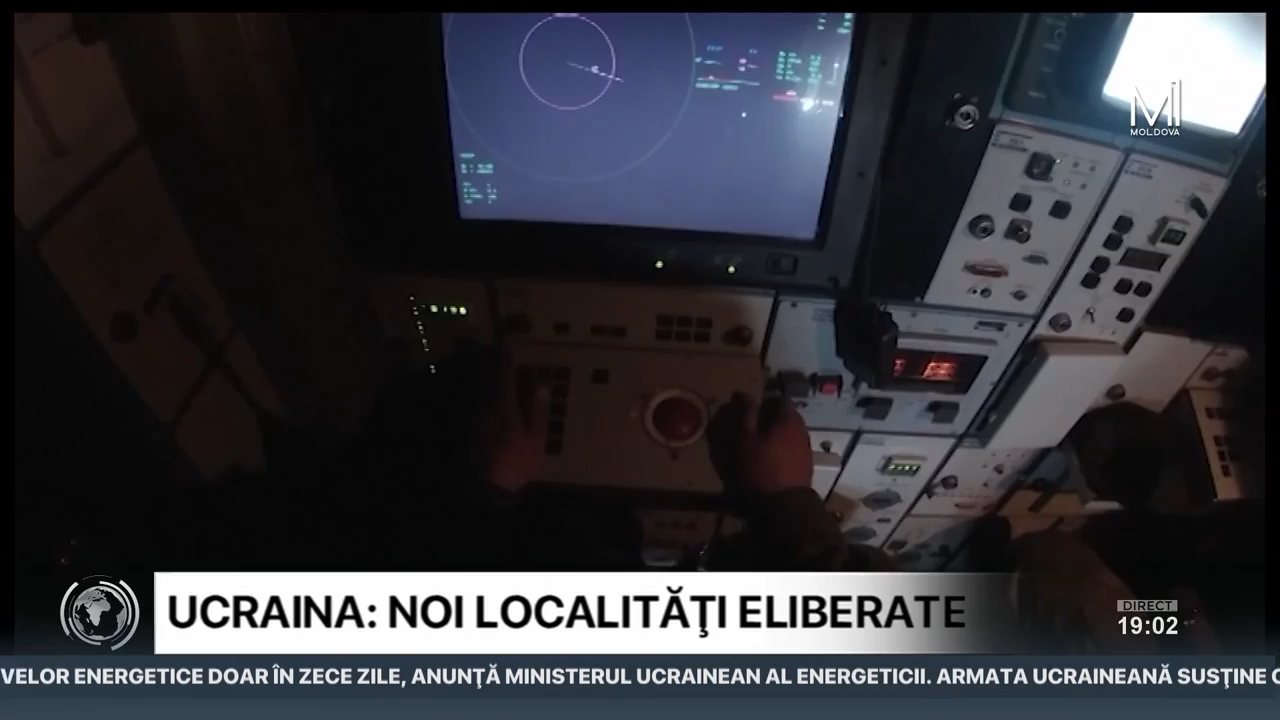 M1
MOLDOVA
UCRAINA: NOI LOCALITĂŢI ELIBERATE
DIRECT
19:02
VELOR ENERGETICE DOAR ÎN ZECE ZILE, ANUNŢĂ MINISTERUL UCRAINEAN AL ENERGETICII. ARMATA UCRAINEANĂ SUSŢINE